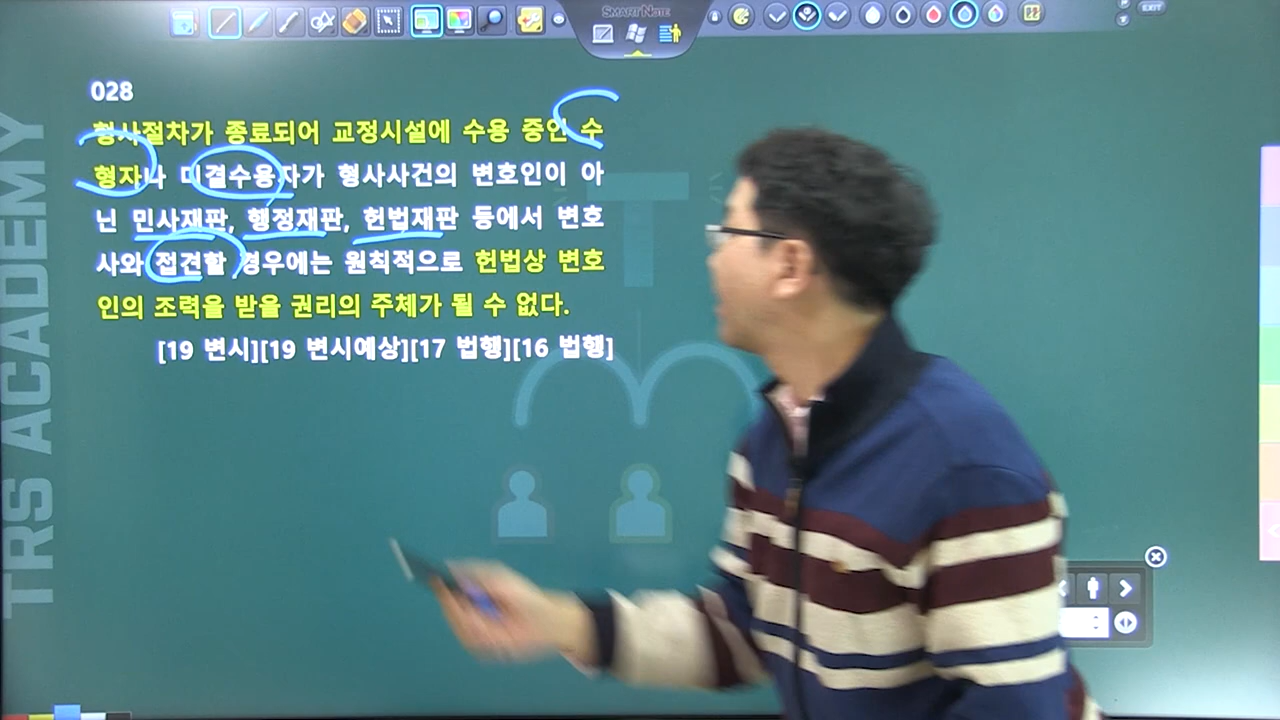 SMARTNOTE
EXIT
028
형사절차가 종료되어 교정시설에 수용 중인 수
형자나 미결수용자가 형사사건의 변호인이 아
닌 민사재판, 행정재판, 헌법재판 등에서 변호
사와 접견할 경우에는 원칙적으로 헌법상 변호
인의 조력을 받을 권리의 주체가 될 수 없다.
[19 변시][19 변시예상][17 법행][16 법행]
TRS ACADEMY